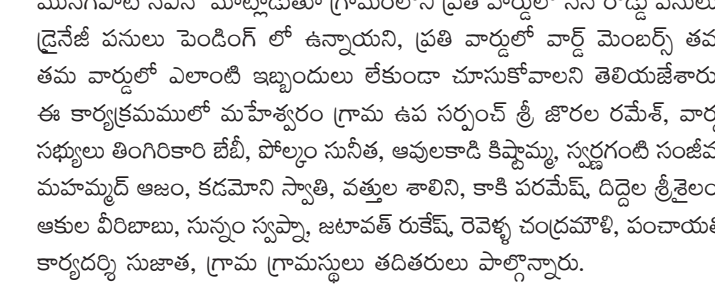 మాట్లాడుతూ గ్రామంలోని ప్రతి వార్డులో సిసి రోడ్డు పనులు
డ్రైనేజీ పనులు పెండింగ్ లో ఉన్నాయని, ప్రతి వార్డులో వార్డ్ మెంబర్స్ తమ
తమ వార్డులో ఎలాంటి ఇబ్బందులు లేకుండా చూసుకోవాలని తెలియజేశారు
ఈ కార్యక్రమములో మహేశ్వరం గ్రామ ఉప సర్పంచ్ శ్రీ జొరల రమేశ్, వార్డు
సభ్యులు తింగిరికారి బేబీ, పోల్కం సునీత, ఆవులకాడి కిష్టామ్మ, స్వర్ణగంటి సంజీవ
మహమ్మద్ ఆజం, కడమోని స్వాతి, వత్తుల శాలిని, కాకి పరమేష్, దిద్దెల శ్రీశైలం
ఆకుల వీరిబాబు, సున్నం స్వప్నా, జటావత్ రుకేష్, రెవెళ్ళ చంద్రమౌళి, పంచాయతి
కార్యదర్శి సుజాత, గ్రామ గ్రామస్థులు తదితరులు పాల్గొన్నారు.